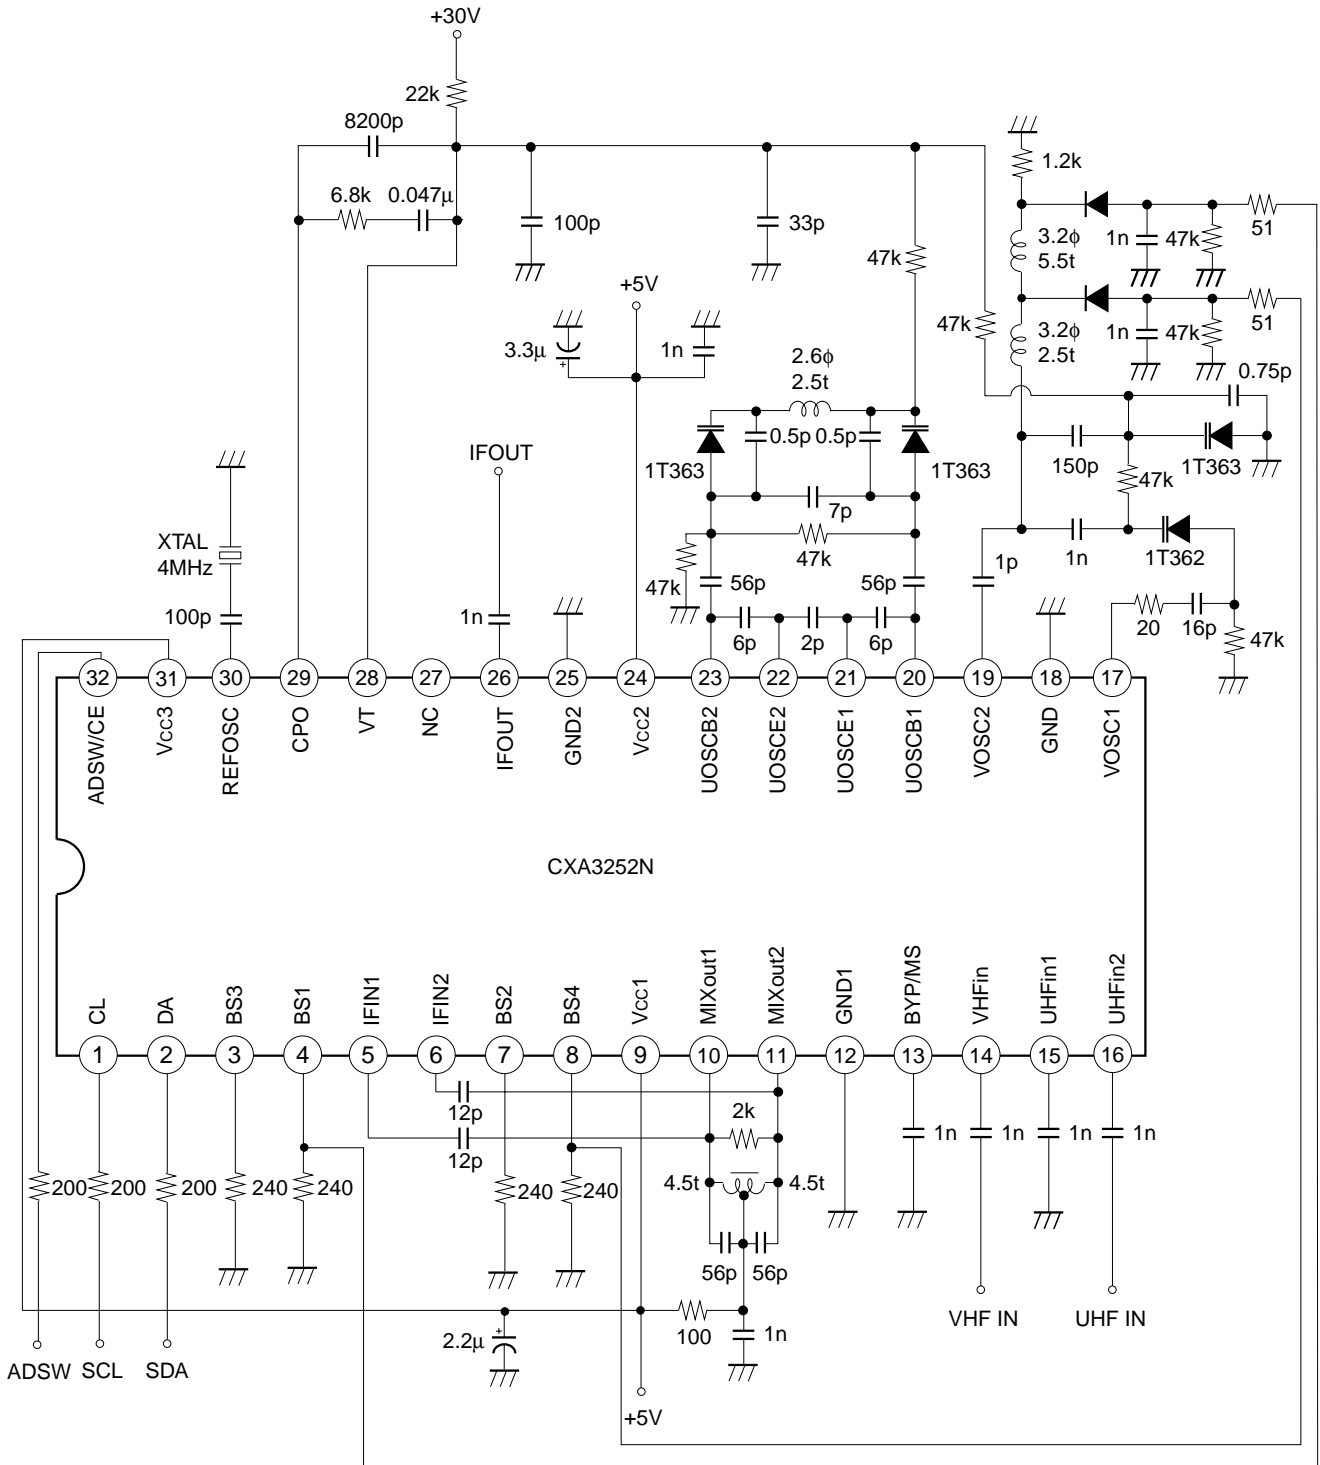 +30V
22k
8200p
6.8k
0.047μ
100p
33p
47k
47k
1.2k
3.2ϕ
5.5t
1n
47k
51
3.2ϕ
2.5t
1n
47k
51
0.75p
+5V
3.3μ
+
1n
2.6ϕ
2.5t
0.5p
0.5p
1T363
1T363
7p
150p
1T363
47k
IFOUT
XTAL
4MHz
100p
1n
47k
47k
56p
56p
6p
2p
6p
1p
1n
1T362
20
16p
47k
32
31
30
29
28
27
26
25
24
23
22
21
20
19
18
17
ADSW/CE
Vcc3
REFOSC
CPO
VT
NC
IFOUT
GND2
Vcc2
UOSCB2
UOSCE2
UOSCE1
UOSCB1
VOSC2
GND
VOSC1
CXA3252N
CL
DA
BS3
BS1
IFIN1
IFIN2
BS2
BS4
Vcc1
MIXout1
MIXout2
GND1
BYP/MS
VHFin
UHFin1
UHFin2
1
2
3
4
5
6
7
8
9
10
11
12
13
14
15
16
12p
12p
2k
1n
1n
1n
1n
200
200
200
240
240
240
240
4.5t
4.5t
56p
56p
100
1n
+
2.2μ
+5V
VHF IN
UHF IN
ADSW
SCL
SDA